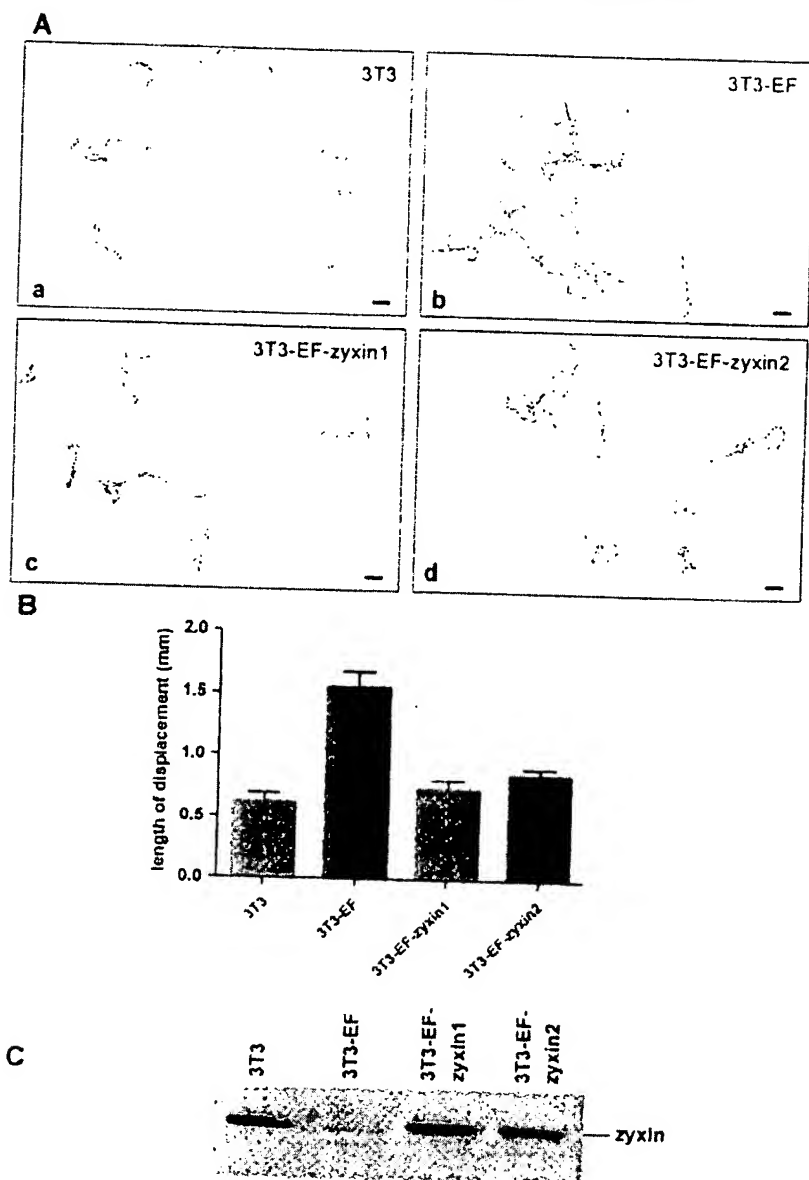 A
3T3
a
3T3-EF
b
3T3-EF-zyxin1
c
3T3-EF-zyxin2
d
B
length of displacement (mm)
2.0
1.5
1.0
0.5
0.0
3T3
3T3-EF
3T3-EF-zyxin1
3T3-EF-zyxin2
C
3T3
3T3-EF
3T3-EF-
zyxin1
3T3-EF-
zyxin2
zyxin